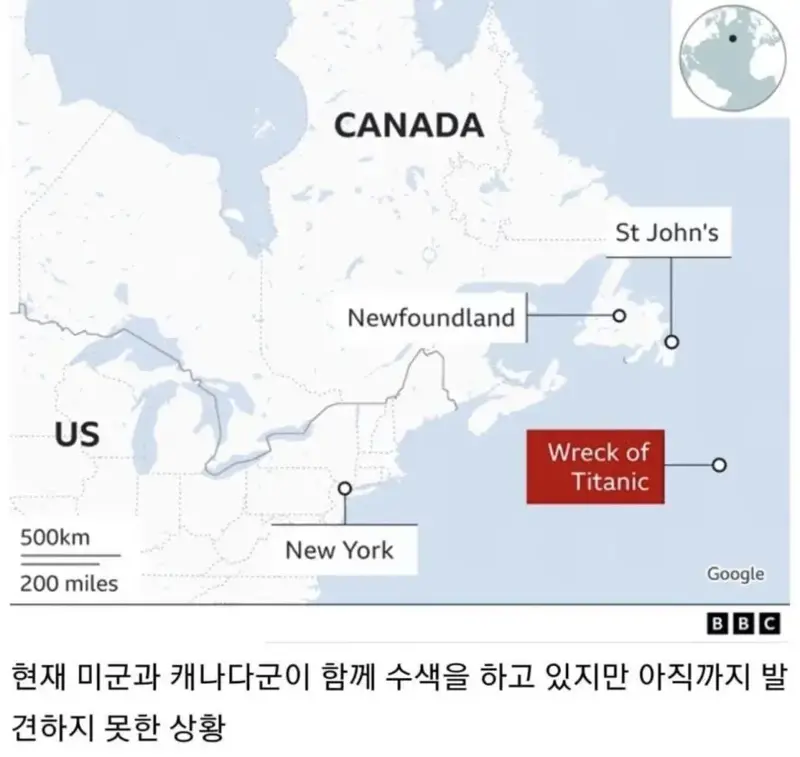 CANADA
St John's
Newfoundland
US
Wreck of
Titanic
New York
500km
200 miles
Google
BBC
현재 미군과 캐나다군이 함께 수색을 하고 있지만 아직까지 발
견하지 못한 상황